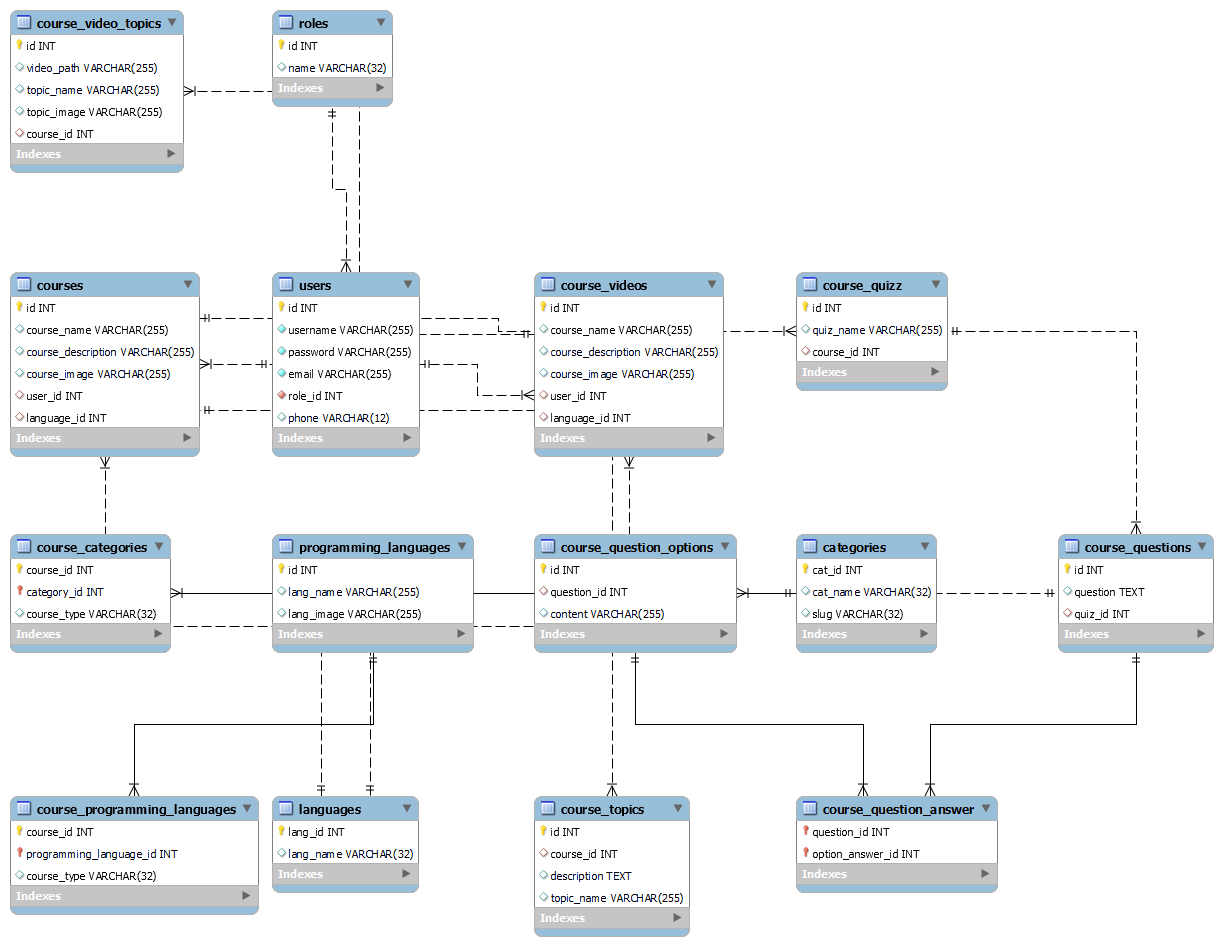 course_video_topics
id INT
video_path VARCHAR(255)
topic_name VARCHAR(255)
topic_image VARCHAR(255)
course_id INT
Indexes
roles
id INT
name VARCHAR(32)
Indexes
courses
id INT
course_name VARCHAR(255)
course_description VARCHAR(255)
course_image VARCHAR(255)
user_id INT
language_id INT
Indexes
users
id INT
username VARCHAR(255)
password VARCHAR(255)
email VARCHAR(255)
role_id INT
phone VARCHAR(12)
Indexes
course_videos
id INT
course_name VARCHAR(255)
course_description VARCHAR(255)
course_image VARCHAR(255)
user_id INT
language_id INT
Indexes
course_quizz
id INT
quiz_name VARCHAR(255)
course_id INT
Indexes
course_categories
course_id INT
category_id INT
course_type VARCHAR(32)
Indexes
programming_languages
id INT
lang_name VARCHAR(255)
lang_image VARCHAR(255)
Indexes
course_question_options
id INT
question_id INT
content VARCHAR(255)
Indexes
categories
cat_id INT
cat_name VARCHAR(32)
slug VARCHAR(32)
Indexes
course_questions
id INT
question TEXT
quiz_id INT
Indexes
course_programming_languages
course_id INT
programming_language_id INT
course_type VARCHAR(32)
Indexes
languages
lang_id INT
lang_name VARCHAR(32)
Indexes
course_topics
id INT
course_id INT
description TEXT
topic_name VARCHAR(255)
Indexes
course_question_answer
question_id INT
option_answer_id INT
Indexes